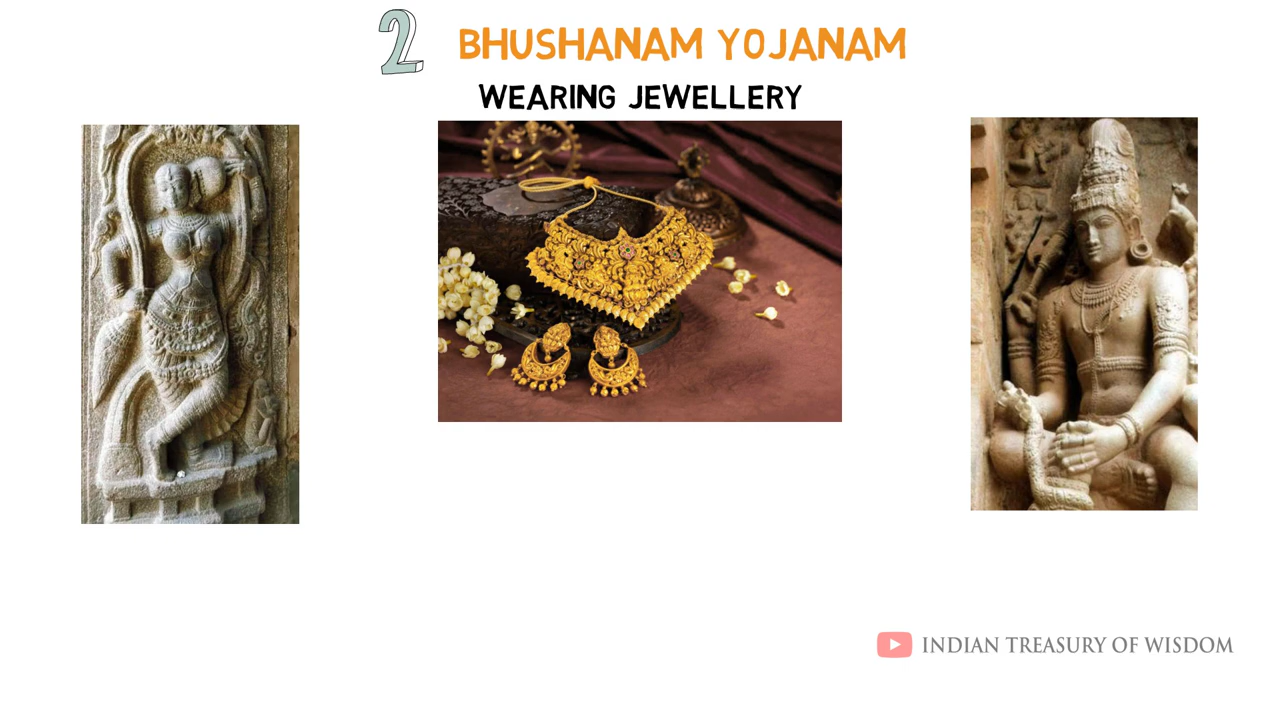 2 BHUSHANAM YOJANAM
WEARING JEWELLERY
INDIAN TREASURY OF WISDOM